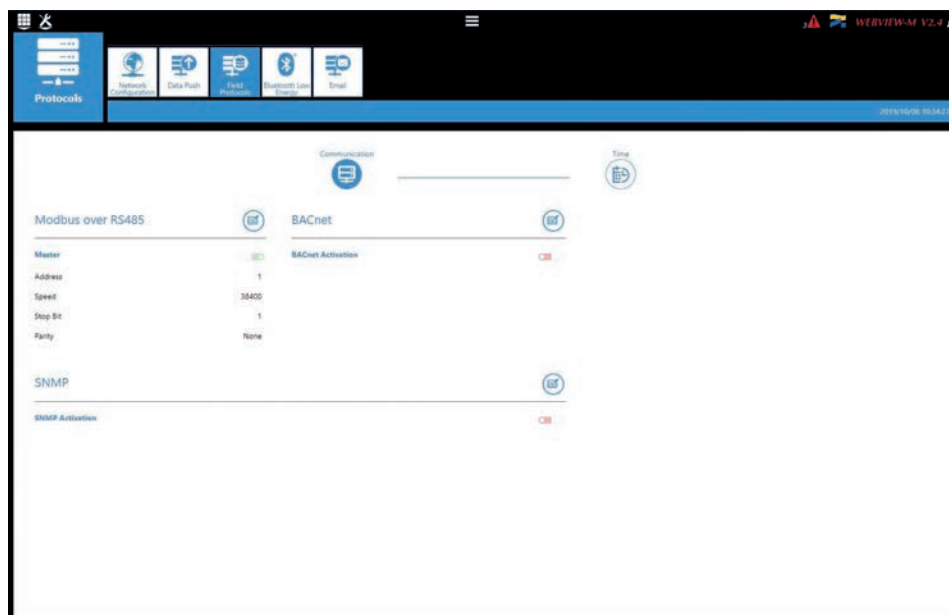 WEBVIEW-M V2.4
Protocols
Network Configuration
Data Push
Field Protocols
Bluetooth Low Energy
Email
Communication
Time
Modbus over RS485
BACnet
Master
BACnet Activation
Address 1
Speed 38400
Stop Bit 1
Parity None
SNMP
SNMP Activation